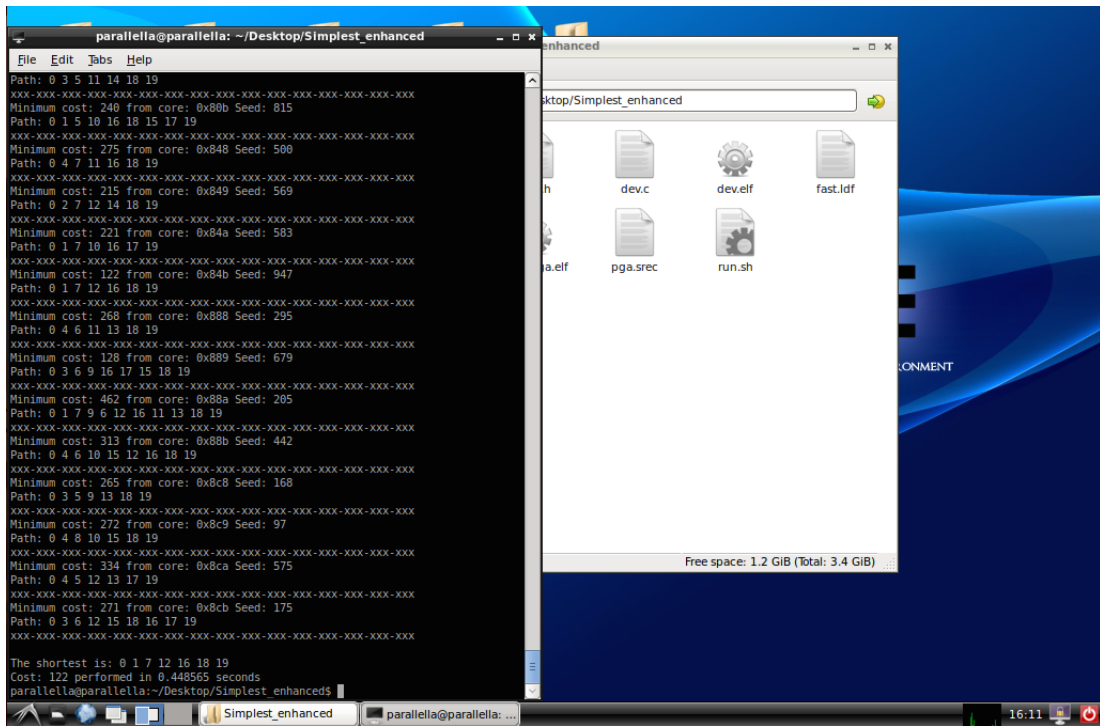 parallella@parallella: ~/Desktop/Simplest_enhanced
File Edit Tabs Help
Path: 0 3 5 11 14 18 19
xxx-xxx-xxx-xxx-xxx-xxx-xxx-xxx-xxx-xxx-xxx-xxx-xxx-xxx-xxx
Minimum cost: 240 from core: 0x80b Seed: 815
Path: 0 1 5 10 16 18 15 17 19
xxx-xxx-xxx-xxx-xxx-xxx-xxx-xxx-xxx-xxx-xxx-xxx-xxx-xxx-xxx
Minimum cost: 275 from core: 0x848 Seed: 500
Path: 0 4 7 11 16 18 19
xxx-xxx-xxx-xxx-xxx-xxx-xxx-xxx-xxx-xxx-xxx-xxx-xxx-xxx-xxx
Minimum cost: 215 from core: 0x849 Seed: 569
Path: 0 2 7 12 14 18 19
xxx-xxx-xxx-xxx-xxx-xxx-xxx-xxx-xxx-xxx-xxx-xxx-xxx-xxx-xxx
Minimum cost: 221 from core: 0x84a Seed: 583
Path: 0 1 7 10 16 17 19
xxx-xxx-xxx-xxx-xxx-xxx-xxx-xxx-xxx-xxx-xxx-xxx-xxx-xxx-xxx
Minimum cost: 122 from core: 0x84b Seed: 947
Path: 0 1 7 12 16 18 19
xxx-xxx-xxx-xxx-xxx-xxx-xxx-xxx-xxx-xxx-xxx-xxx-xxx-xxx-xxx
Minimum cost: 268 from core: 0x888 Seed: 295
Path: 0 4 6 11 13 18 19
xxx-xxx-xxx-xxx-xxx-xxx-xxx-xxx-xxx-xxx-xxx-xxx-xxx-xxx-xxx
Minimum cost: 128 from core: 0x889 Seed: 679
Path: 0 3 6 9 16 17 15 18 19
xxx-xxx-xxx-xxx-xxx-xxx-xxx-xxx-xxx-xxx-xxx-xxx-xxx-xxx-xxx
Minimum cost: 462 from core: 0x88a Seed: 205
Path: 0 1 7 9 6 12 16 11 13 18 19
xxx-xxx-xxx-xxx-xxx-xxx-xxx-xxx-xxx-xxx-xxx-xxx-xxx-xxx-xxx
Minimum cost: 313 from core: 0x88b Seed: 442
Path: 0 4 6 10 15 12 16 18 19
xxx-xxx-xxx-xxx-xxx-xxx-xxx-xxx-xxx-xxx-xxx-xxx-xxx-xxx-xxx
Minimum cost: 265 from core: 0x8c8 Seed: 168
Path: 0 3 5 9 13 18 19
xxx-xxx-xxx-xxx-xxx-xxx-xxx-xxx-xxx-xxx-xxx-xxx-xxx-xxx-xxx
Minimum cost: 272 from core: 0x8c9 Seed: 97
Path: 0 4 8 10 15 18 19
xxx-xxx-xxx-xxx-xxx-xxx-xxx-xxx-xxx-xxx-xxx-xxx-xxx-xxx-xxx
Minimum cost: 334 from core: 0x8ca Seed: 575
Path: 0 4 5 12 13 17 19
xxx-xxx-xxx-xxx-xxx-xxx-xxx-xxx-xxx-xxx-xxx-xxx-xxx-xxx-xxx
Minimum cost: 271 from core: 0x8cb Seed: 175
Path: 0 3 6 12 15 18 16 17 19
xxx-xxx-xxx-xxx-xxx-xxx-xxx-xxx-xxx-xxx-xxx-xxx-xxx-xxx-xxx
The shortest is: 0 1 7 12 16 18 19
Cost: 122 performed in 0.448565 seconds
parallella@parallella:~/Desktop/Simplest_enhanced$
enhanced
sktop/Simplest_enhanced
.h dev.c dev.elf fast.ldf
ga.elf pga.srec run.sh
Free space: 1.2 GiB (Total: 3.4 GiB)
E
RONMENT
Simplest_enhanced parallella@parallella: ... 16:11